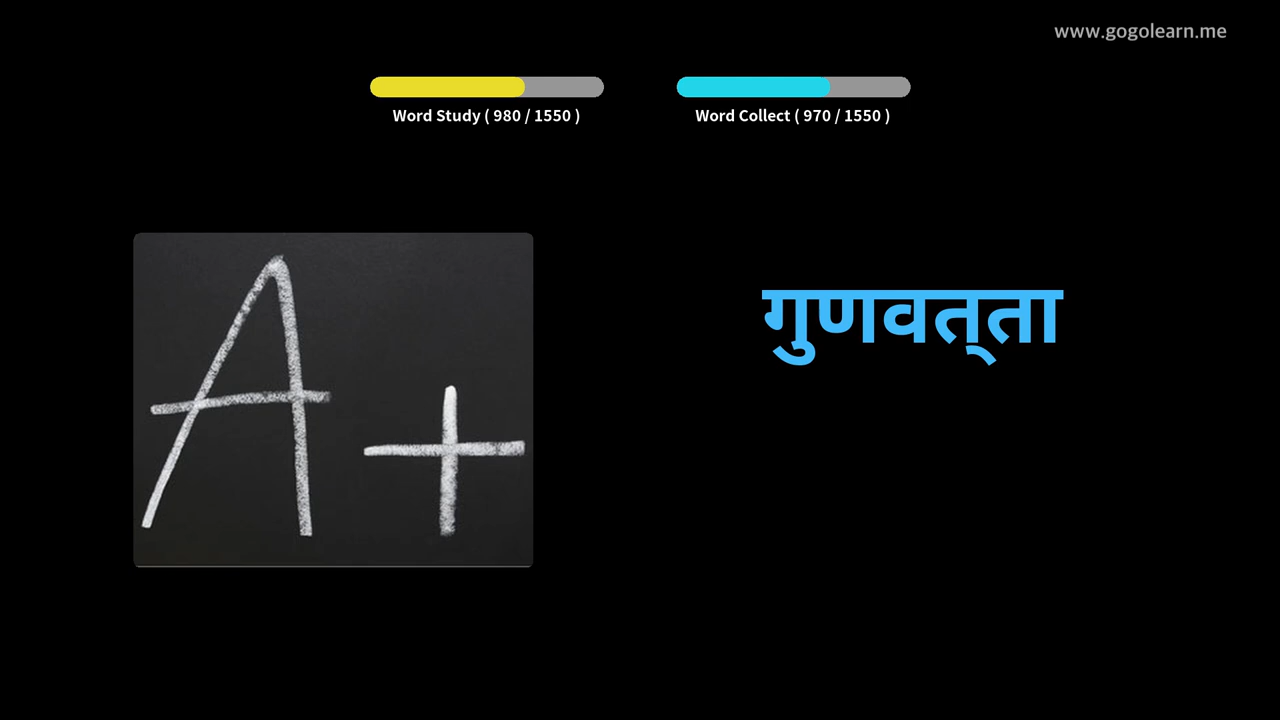 www.gogolearn.me
Word Study ( 980 / 1550 )
Word Collect ( 970 / 1550 )
A+
गुणवत्‌ता